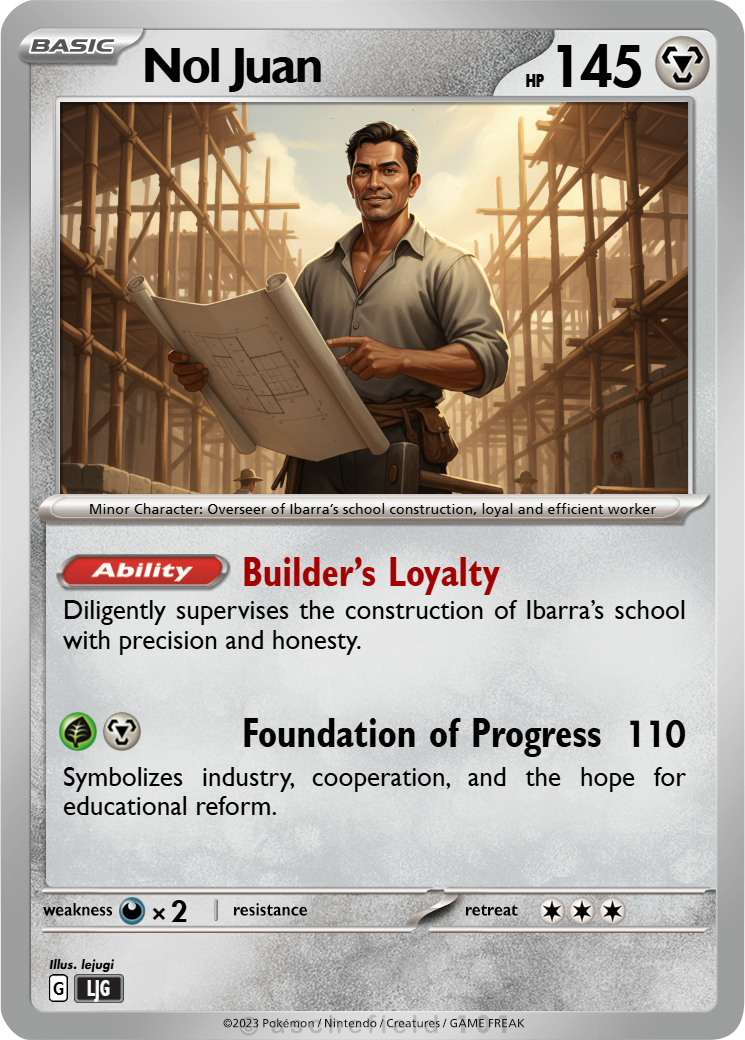 BASIC
Nol Juan
HP 145
Minor Character: Overseer of Ibarra's school construction, loyal and efficient worker
Ability Builder's Loyalty
Diligently supervises the construction of Ibarra's school
with precision and honesty.
Foundation of Progress 110
Symbolizes industry, cooperation, and the hope for
educational reform.
weakness × 2 resistance retreat
Illus. lejugi
G LJG
©2023 Pokémon / Nintendo / Creatures / GAME FREAK